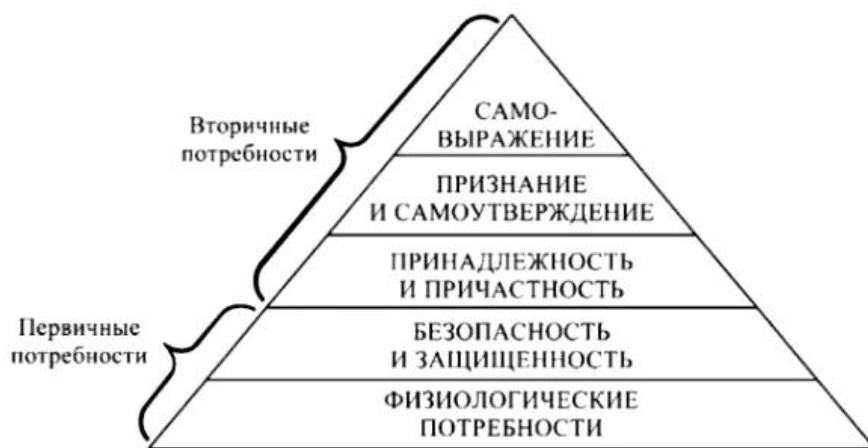 САМО-
ВЫРАЖЕНИЕ
Вторичные
потребности
ПРИЗНАНИЕ
И САМОУТВЕРЖДЕНИЕ
ПРИНАДЛЕЖНОСТЬ
И ПРИЧАСТНОСТЬ
Первичные
потребности
БЕЗОПАСНОСТЬ
И ЗАЩИЩЕННОСТЬ
ФИЗИОЛОГИЧЕСКИЕ
ПОТРЕБНОСТИ